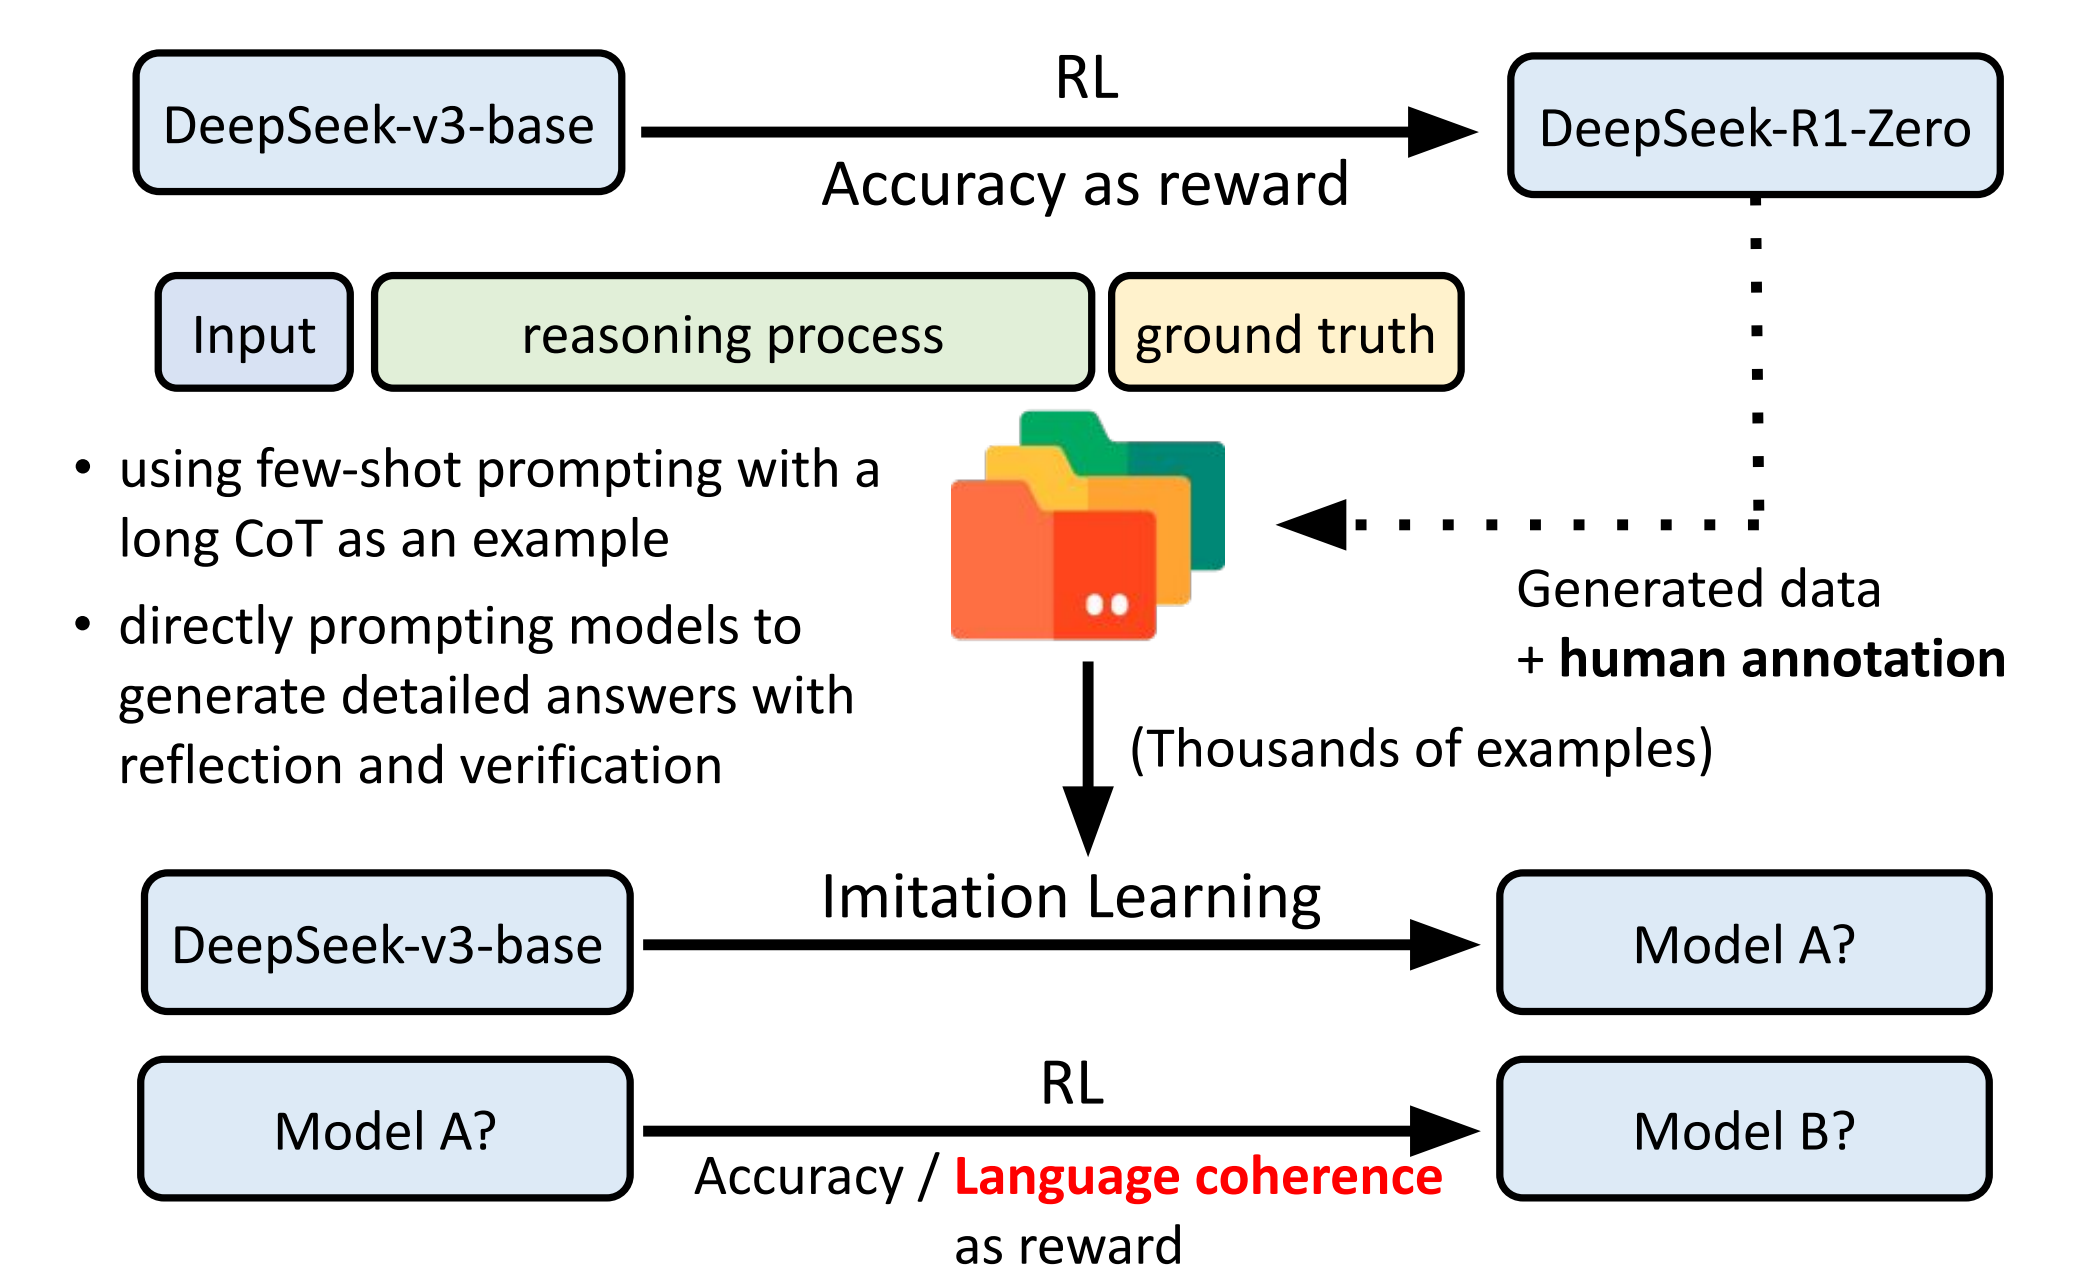 DeepSeek-v3-base
RL
Accuracy as reward
DeepSeek-R1-Zero
Input
reasoning process
ground truth
• using few-shot prompting with a
long CoT as an example
• directly prompting models to
generate detailed answers with
reflection and verification
Generated data
+ human annotation
(Thousands of examples)
DeepSeek-v3-base
Imitation Learning
Model A?
Model A?
RL
Accuracy / Language coherence
as reward
Model B?